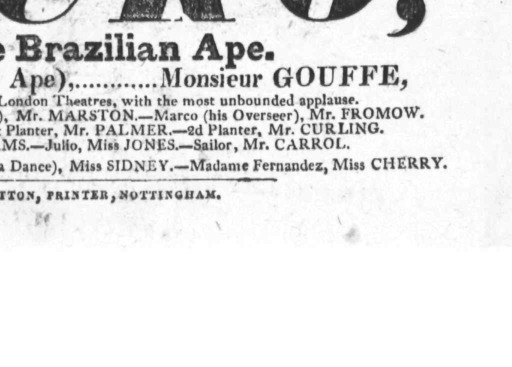 e Brazilian Ape.
Ape),............Monsieur GOUFFE,
London Theatres, with the most unbounded applause.
), Mr. MARSTON.—Marco (his Overseer), Mr. FROMOW.
t Planter, Mr. PALMER.—2d Planter, Mr. CURLING.
MS.—Julio, Miss JONES.—Sailor, Mr. CARROL.
a Dance), Miss SIDNEY.—Madame Fernandez, Miss CHERRY.
TTON, PRINTER, NOTTINGHAM.